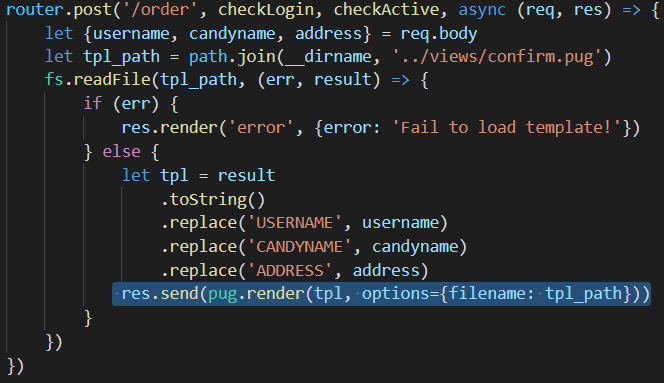 router.post('/order', checkLogin, checkActive, async (req, res) => {
    let {username, candyname, address} = req.body
    let tpl_path = path.join(__dirname, '../views/confirm.pug')
    fs.readFile(tpl_path, (err, result) => {
        if (err) {
            res.render('error', {error: 'Fail to load template!'})
        } else {
            let tpl = result
                .toString()
                .replace('USERNAME', username)
                .replace('CANDYNAME', candyname)
                .replace('ADDRESS', address)
            res.send(pug.render(tpl, options={filename: tpl_path}))
        }
    })
})